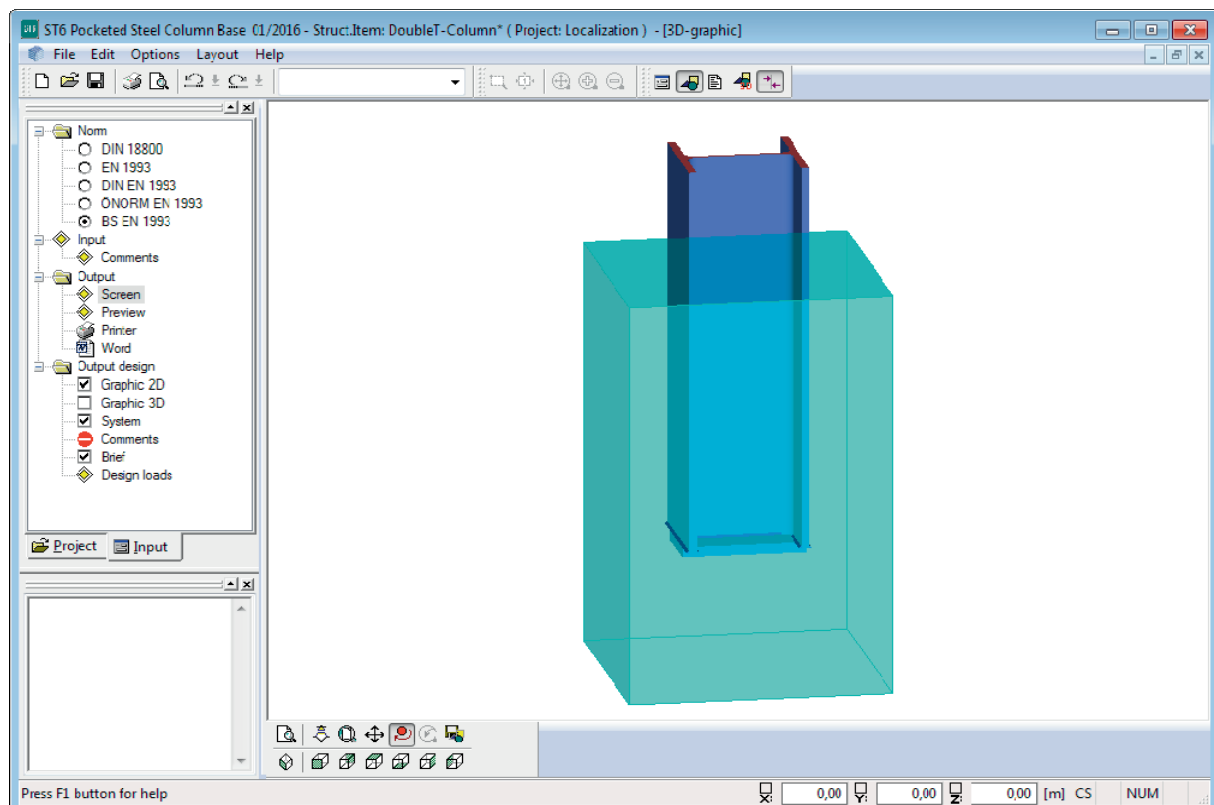 ST6 Pocketed Steel Column Base 01/2016 - Struct.Item: DoubleT-Column* ( Project: Localization ) - [3D-graphic]
File Edit Options Layout Help
Norm
DIN 18800
EN 1993
DIN EN 1993
ÖNORM EN 1993
BS EN 1993
Input
Comments
Output
Screen
Preview
Printer
Word
Output design
Graphic 2D
Graphic 3D
System
Comments
Brief
Design loads
Project Input
Press F1 button for help X: 0,00 Y: 0,00 Z: 0,00 [m] CS NUM